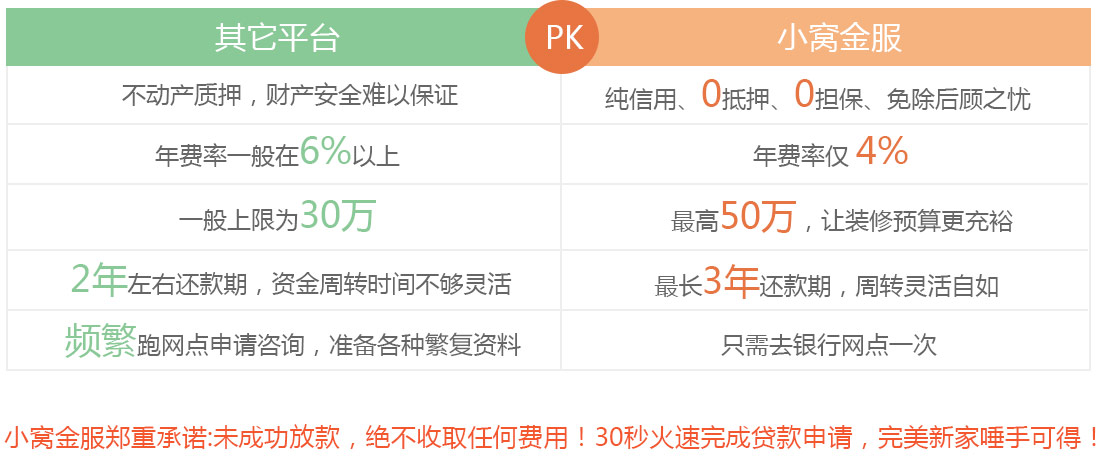 其它平台 PK 小窝金服
不动产质押，财产安全难以保证 纯信用、0抵押、0担保、免除后顾之忧
年费率一般在6%以上 年费率仅 4%
一般上限为30万 最高50万，让装修预算更充裕
2年左右还款期，资金周转时间不够灵活 最长3年还款期，周转灵活自如
频繁跑网点申请咨询，准备各种繁复资料 只需去银行网点一次
小窝金服郑重承诺:未成功放款，绝不收取任何费用！30秒火速完成贷款申请，完美新家唾手可得！